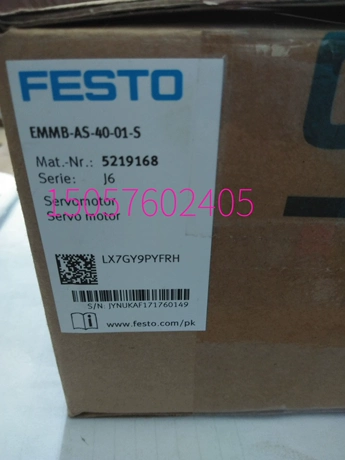 FESTO
EMMB-AS-40-01-S
Mat.-Nr.: 5219168
Serie: J6
15057602405
Servomotor
Servo motor
LX7GY9PYFRH
S/N: JYNUKAF171760149
www.festo.com/pk